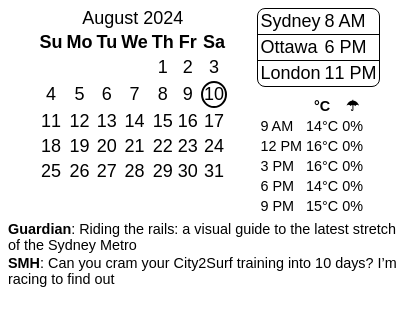 August 2024
Su Mo Tu We Th Fr Sa
1 2 3
4 5 6 7 8 9 10
11 12 13 14 15 16 17
18 19 20 21 22 23 24
25 26 27 28 29 30 31
Sydney 8 AM
Ottawa 6 PM
London 11 PM
°C ☂
9 AM 14°C 0%
12 PM 16°C 0%
3 PM 16°C 0%
6 PM 14°C 0%
9 PM 15°C 0%
Guardian: Riding the rails: a visual guide to the latest stretch
of the Sydney Metro
SMH: Can you cram your City2Surf training into 10 days? I’m
racing to find out